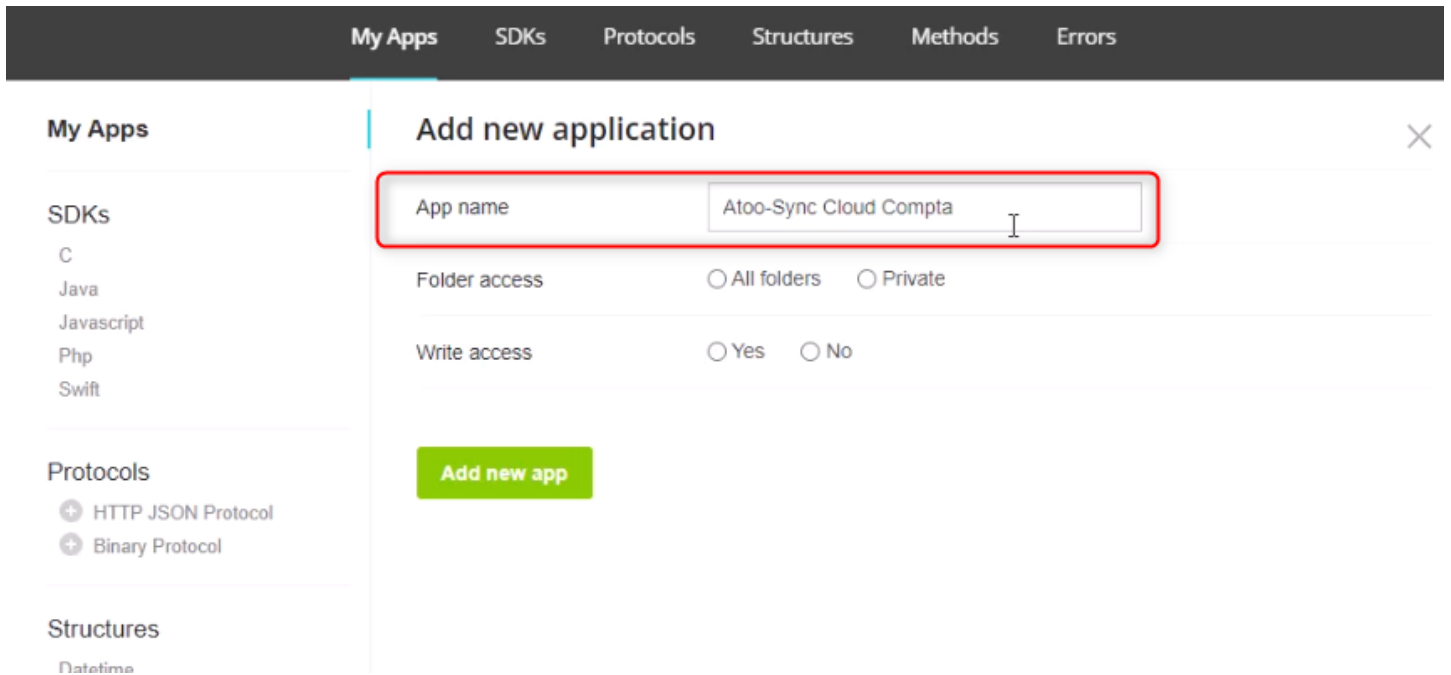 My Apps SDKs Protocols Structures Methods Errors
My Apps
SDKs
C
Java
Javascript
Php
Swift
Protocols
HTTP JSON Protocol
Binary Protocol
Structures
Datetime
Add new application
App name Atoo-Sync Cloud Compta
Folder access All folders Private
Write access Yes No
Add new app